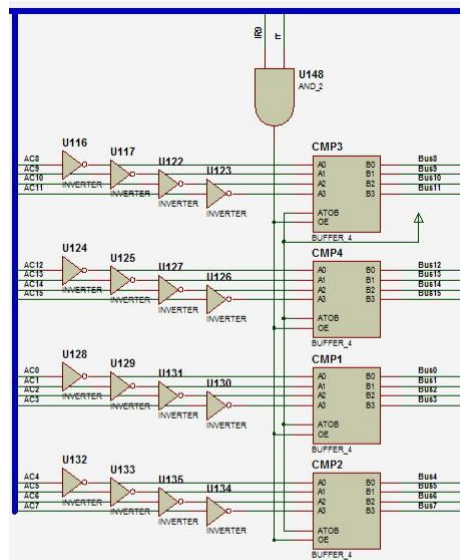 IR9
IT
U148
AND_2
U116
U117
U122
U123
CMP3
AC8
AC9
AC10
AC11
INVERTER
INVERTER
INVERTER
INVERTER
A0 B0 Bus8
A1 B1 Bus9
A2 B2 Bus10
A3 B3 Bus11
ATOB
OE
BUFFER_4
U124
U125
U127
U126
CMP4
AC12
AC13
AC14
AC15
INVERTER
INVERTER
INVERTER
INVERTER
A0 B0 Bus12
A1 B1 Bus13
A2 B2 Bus14
A3 B3 Bus15
ATOB
OE
BUFFER_4
U128
U129
U131
U130
CMP1
AC0
AC1
AC2
AC3
INVERTER
INVERTER
INVERTER
INVERTER
A0 B0 Bus0
A1 B1 Bus1
A2 B2 Bus2
A3 B3 Bus3
ATOB
OE
BUFFER_4
U132
U133
U135
U134
CMP2
AC4
AC5
AC6
AC7
INVERTER
INVERTER
INVERTER
INVERTER
A0 B0 Bus4
A1 B1 Bus5
A2 B2 Bus6
A3 B3 Bus7
ATOB
OE
BUFFER_4